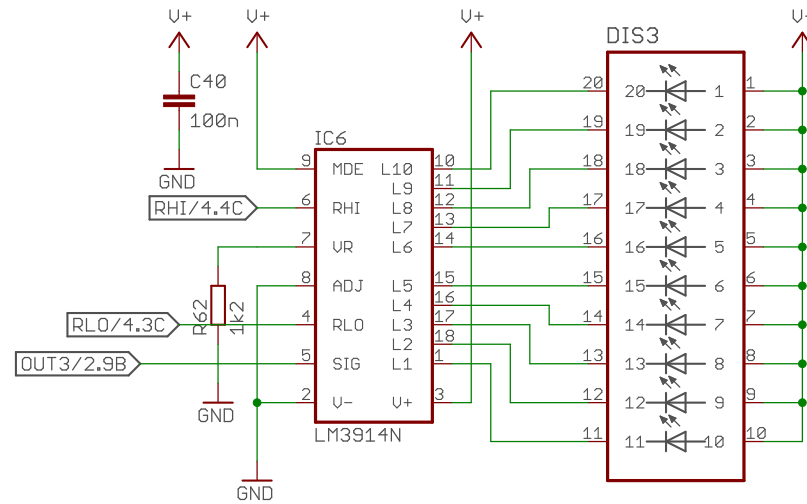 V+
V+
V+
V+
DIS3
C40
100n
GND
IC6
9 MDE L10 10
L9 11
RHI/4.4C
6 RHI L8 12
L7 13
7 VR L6 14
8 ADJ L5 15
L4 16
RLO/4.3C
4 RLO L3 17
L2 18
OUT3/2.9B
5 SIG L1 1
2 V- V+ 3
LM3914N
R62
1k2
GND
GND
20 20 1 1
19 19 2 2
18 18 3 3
17 17 4 4
16 16 5 5
15 15 6 6
14 14 7 7
13 13 8 8
12 12 9 9
11 11 10 10